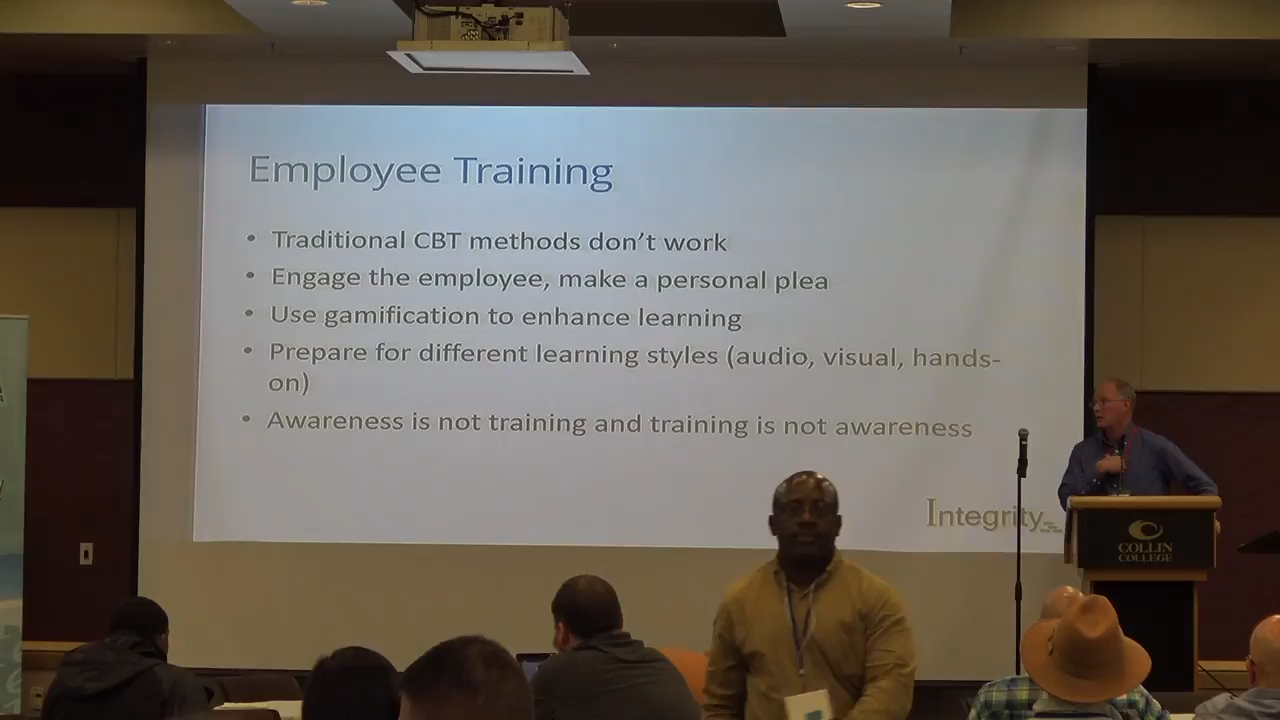 Employee Training
• Traditional CBT methods don't work
• Engage the employee, make a personal plea
• Use gamification to enhance learning
• Prepare for different learning styles (audio, visual, hands-
on)
• Awareness is not training and training is not awareness
Integrity
COLLIN
COLLEGE